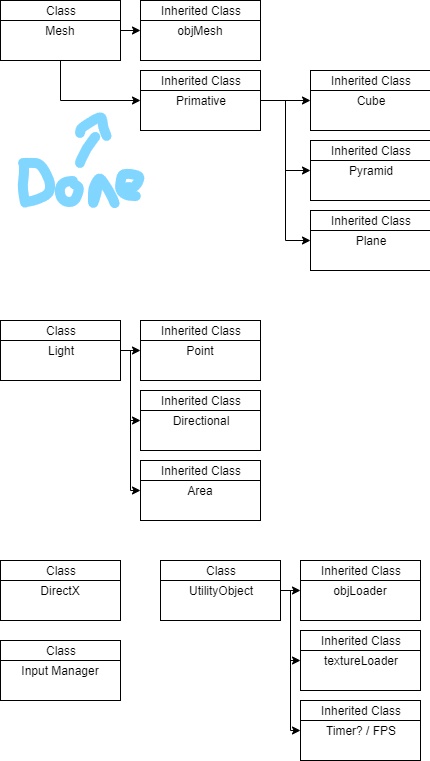 Class
Mesh
Inherited Class
objMesh
Inherited Class
Primative
Inherited Class
Cube
Inherited Class
Pyramid
Inherited Class
Plane
Done
Class
Light
Inherited Class
Point
Inherited Class
Directional
Inherited Class
Area
Class
DirectX
Class
UtilityObject
Inherited Class
objLoader
Inherited Class
textureLoader
Inherited Class
Timer? / FPS
Class
Input Manager